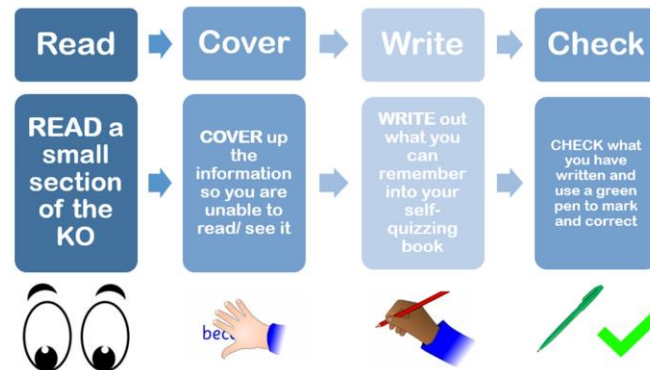 Read
Cover
Write
Check
READ a
small
section
of the
KO
COVER up
the
information
so you are
unable to
read/ see it
WRITE out
what you
can
remember
into your
self-
quizzing
book
CHECK what
you have
written and
use a green
pen to mark
and correct